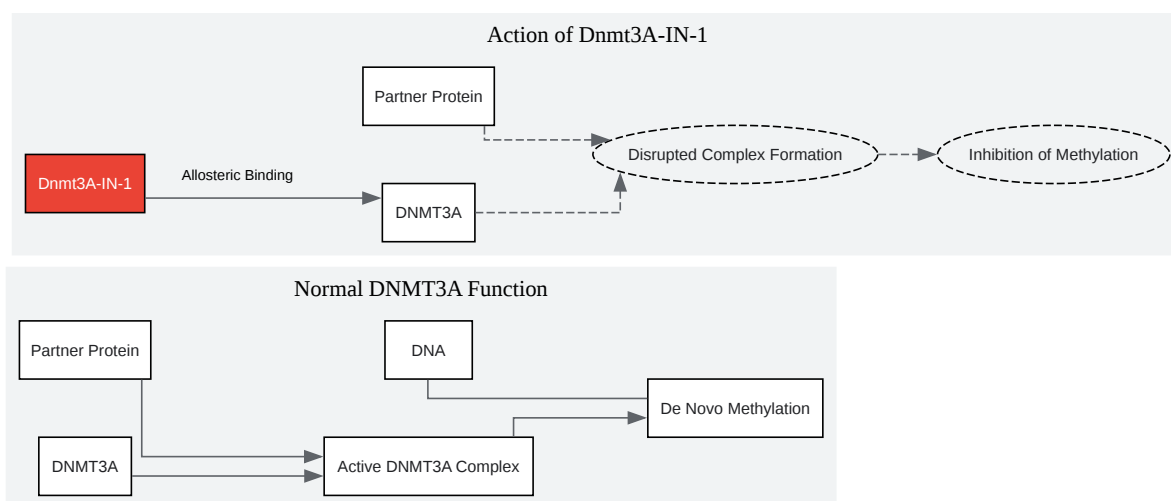 Action of Dnmt3A-IN-1
Partner Protein
Disrupted Complex Formation
Inhibition of Methylation
Dnmt3A-IN-1
Allosteric Binding
DNMT3A
Normal DNMT3A Function
Partner Protein
DNA
De Novo Methylation
DNMT3A
Active DNMT3A Complex